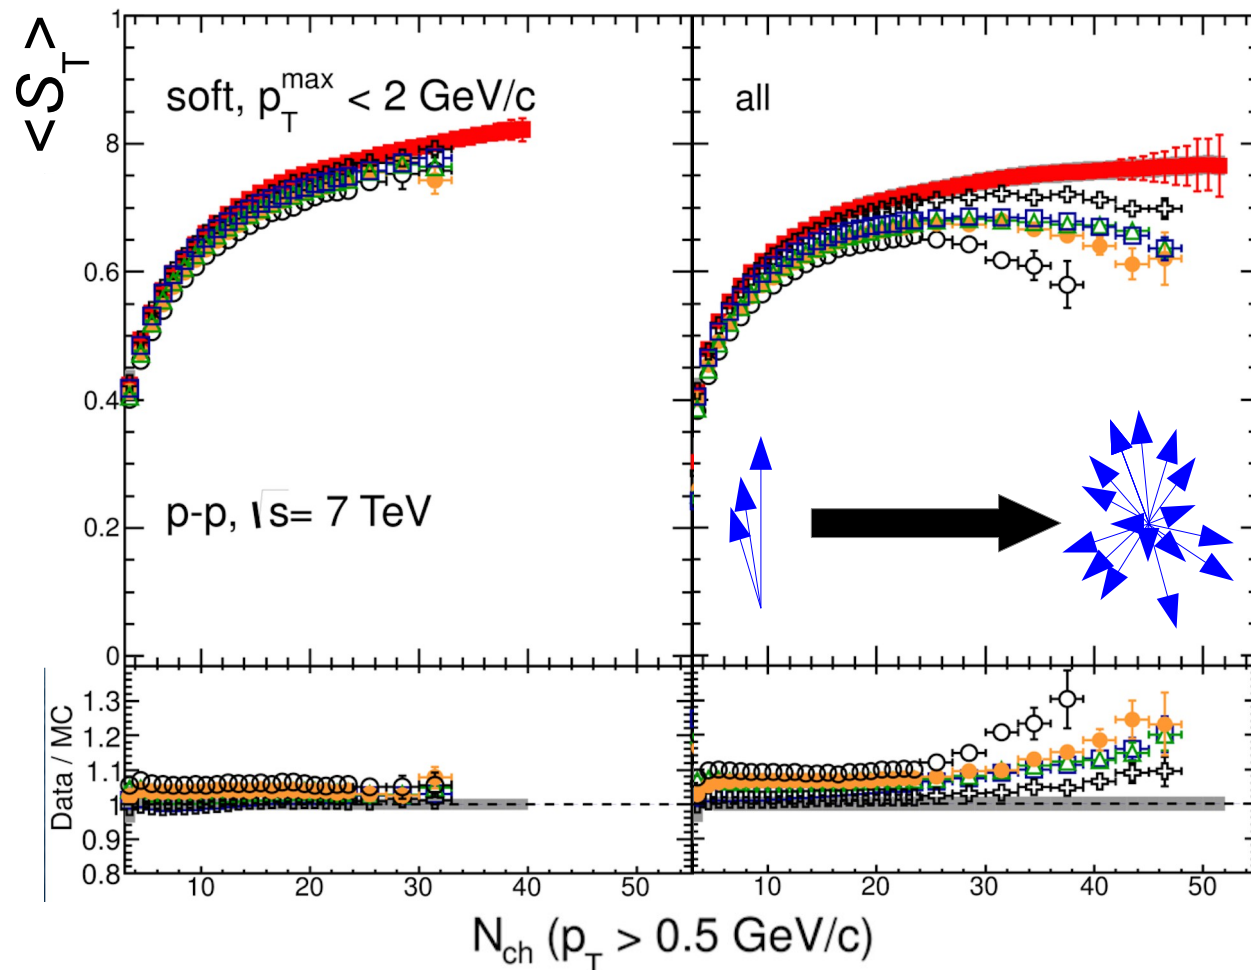 <S_T>
soft, p_T^max < 2 GeV/c
all
1
8
0.6
0.4
0.2
0
p-p, √s= 7 TeV
Data / MC
1.3
1.2
1.1
1
0.9
0.8
10 20 30 40 50
10 20 30 40 50
N_ch (p_T > 0.5 GeV/c)